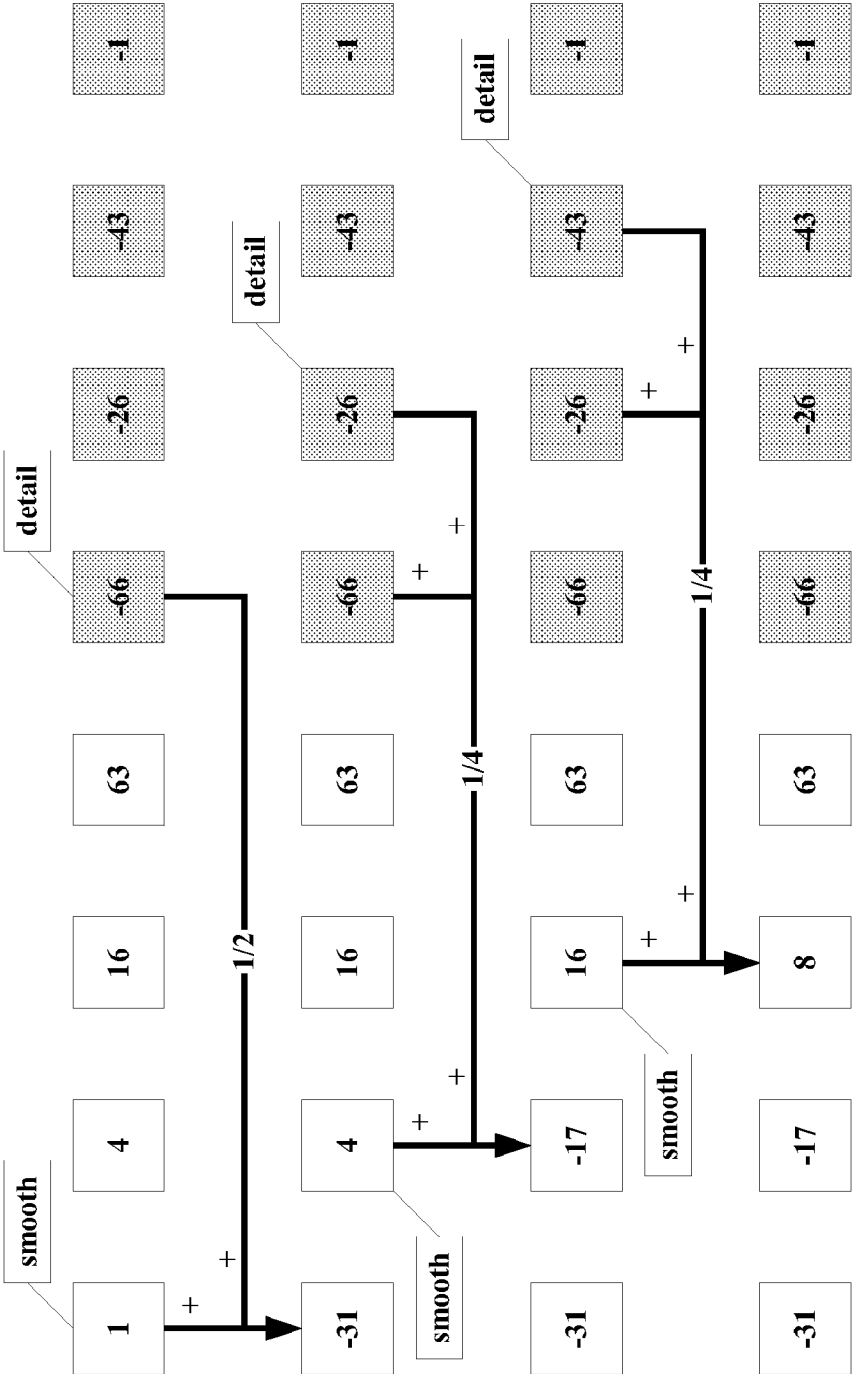 smooth detail
1 4 16 63 -66 -26 -43 -1
+
+
1/2
detail
-31 4 16 63 -66 -26 -43 -1
+ +
smooth
+ +
1/4
detail
-31 -17 16 63 -66 -26 -43 -1
+ +
smooth
+ +
1/4
-31 -17 8 63 -66 -26 -43 -1